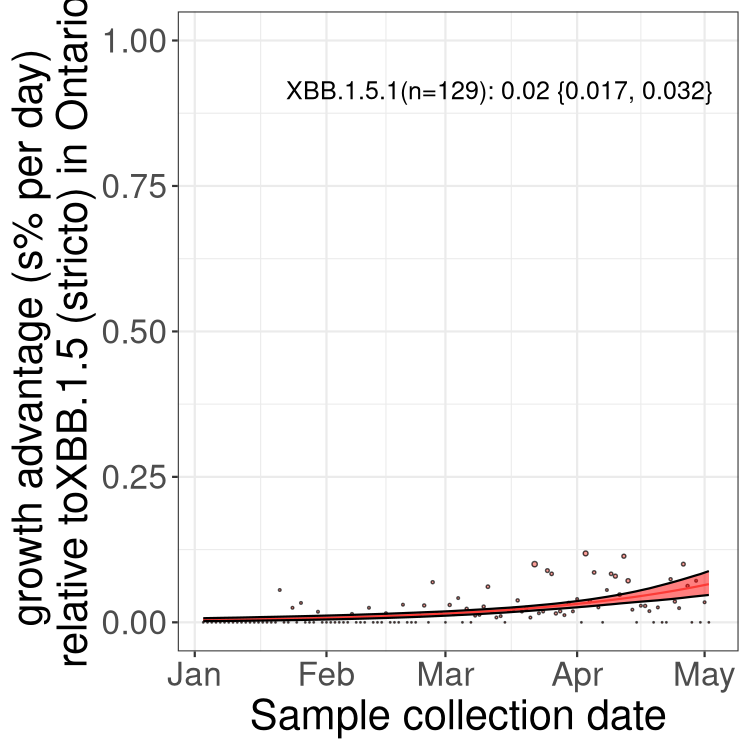 growth advantage (s% per day)
relative toXBB.1.5 (stricto) in Ontario
1.00
0.75
0.50
0.25
0.00
XBB.1.5.1(n=129): 0.02 {0.017, 0.032}
Jan Feb Mar Apr May
Sample collection date